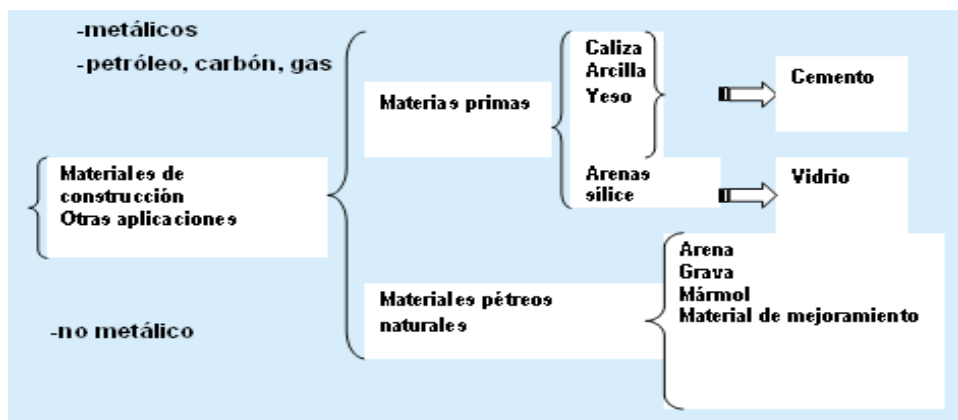 -metálicos
-petróleo, carbón, gas
Materiales de
construcción
Otras aplicaciones
-no metálico
Materias primas
Caliza
Arcilla
Yeso
Cemento
Arenas
sílice
Vidrio
Materiales pétreos
naturales
Arena
Grava
Mármol
Material de mejoramiento